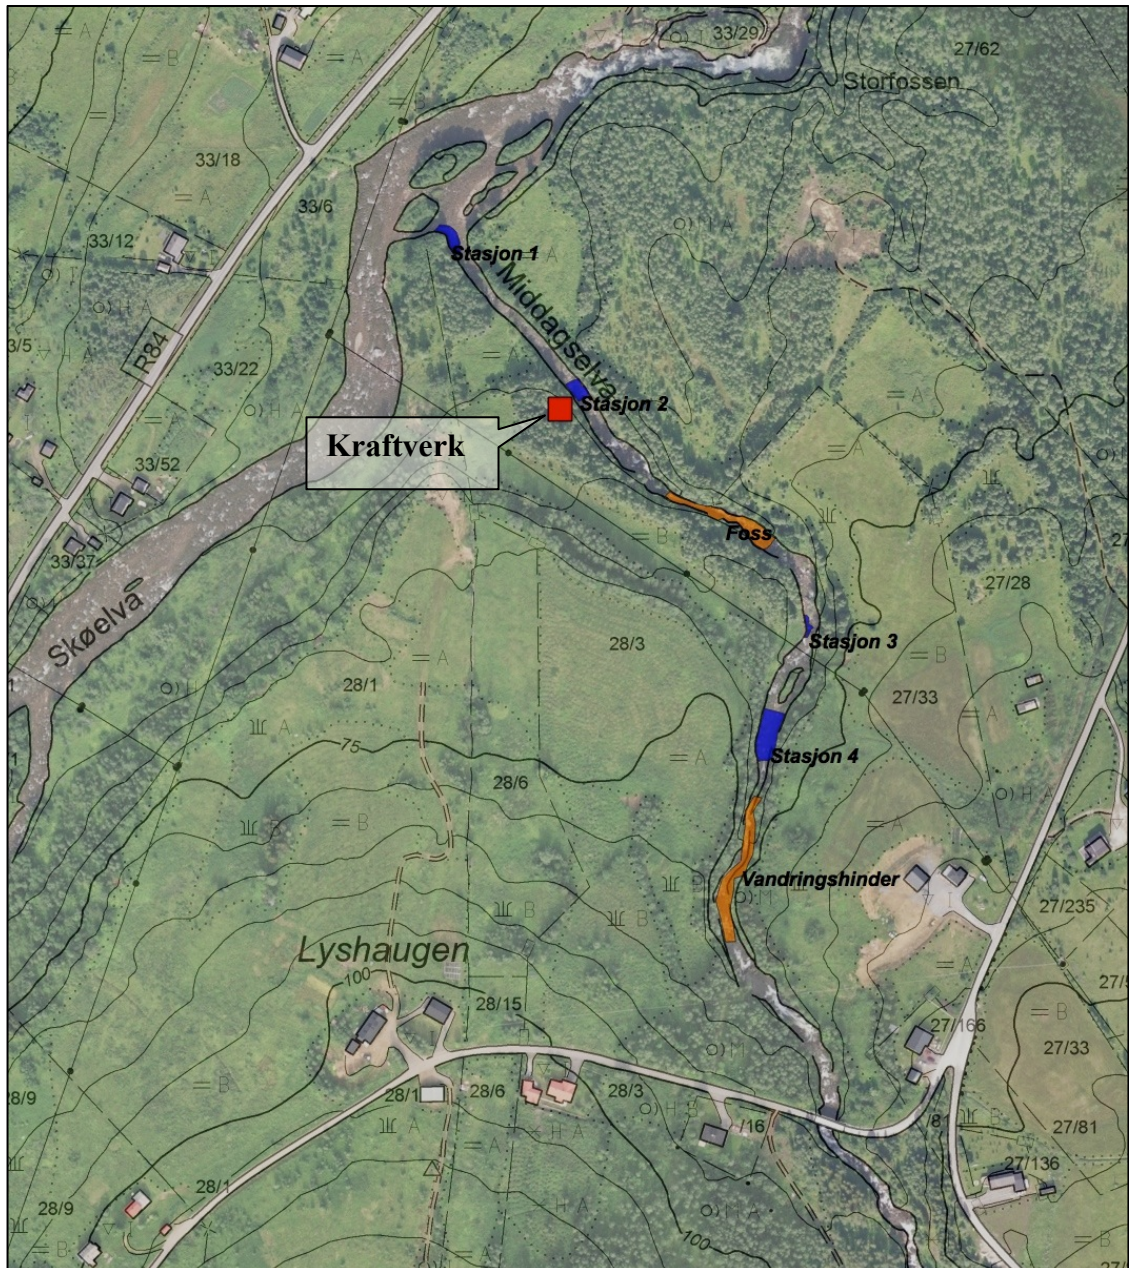 33/29
27/62
Storfossen
33/18
33/6
33/12
Stasjon 1
Middagselva
R84
33/22
Stasjon 2
Kraftverk
33/52
Foss
33/37
27/28
Skøelva
Stasjon 3
28/3
28/1
27/33
75
Stasjon 4
28/6
Vandringshinder
27/235
Lyshaugen
100
28/15
27/166
27/33
28/9
28/1
28/6
28/3
/16
/8
27/81
27/136
28/1
28/9
100